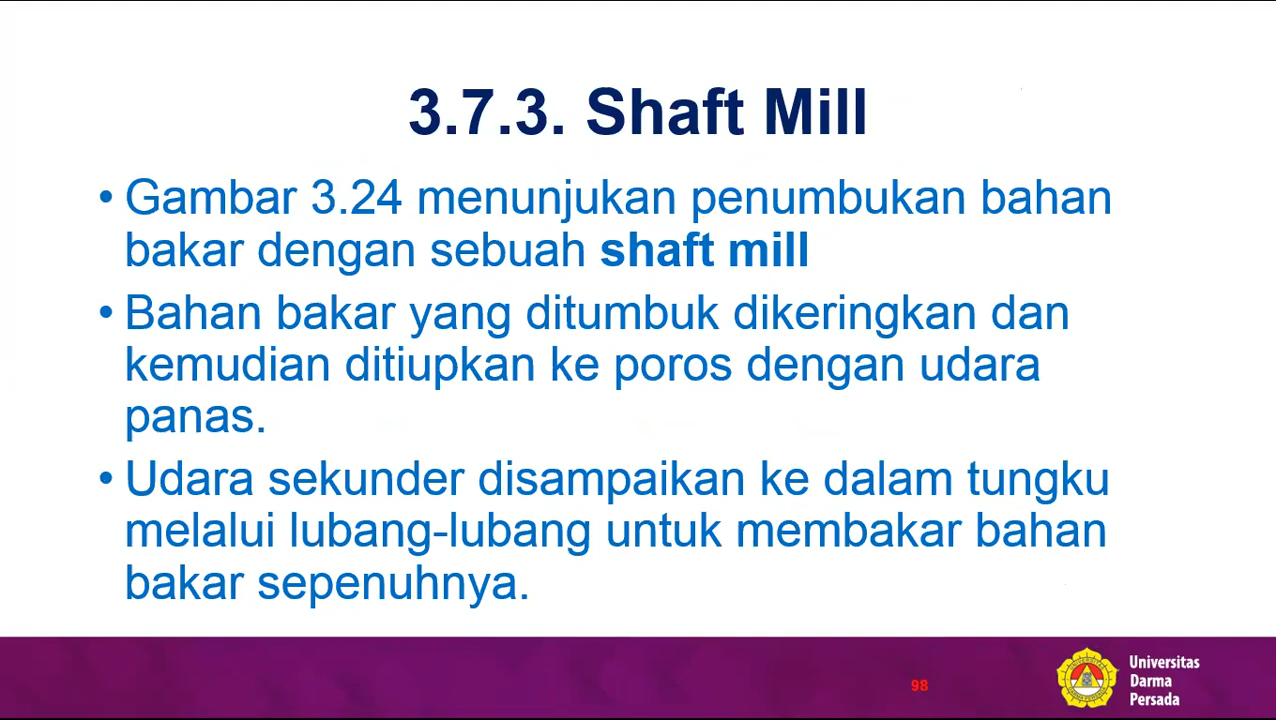 3.7.3. Shaft Mill
• Gambar 3.24 menunjukan penumbukan bahan
bakar dengan sebuah shaft mill
• Bahan bakar yang ditumbuk dikeringkan dan
kemudian ditiupkan ke poros dengan udara
panas.
• Udara sekunder disampaikan ke dalam tungku
melalui lubang-lubang untuk membakar bahan
bakar sepenuhnya.
98
Universitas
Darma
Persada